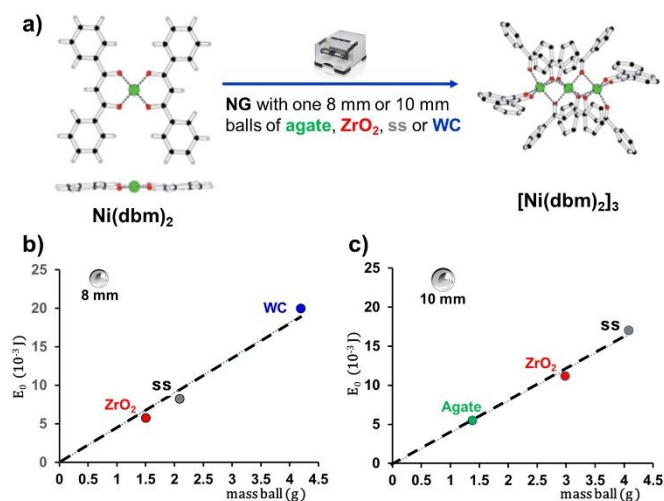 a)
NG with one 8 mm or 10 mm
balls of agate, ZrO₂, ss or WC
Ni(dbm)₂
[Ni(dbm)₂]₃
b)
8 mm
E₀ (10⁻³ J)
25
20
15
10
5
0
WC
ss
ZrO₂
0 0.5 1 1.5 2 2.5 3 3.5 4 4.5
mass ball (g)
c)
10 mm
E₀ (10⁻³ J)
25
20
15
10
5
0
ss
ZrO₂
Agate
0 0.5 1 1.5 2 2.5 3 3.5 4 4.5
mass ball (g)